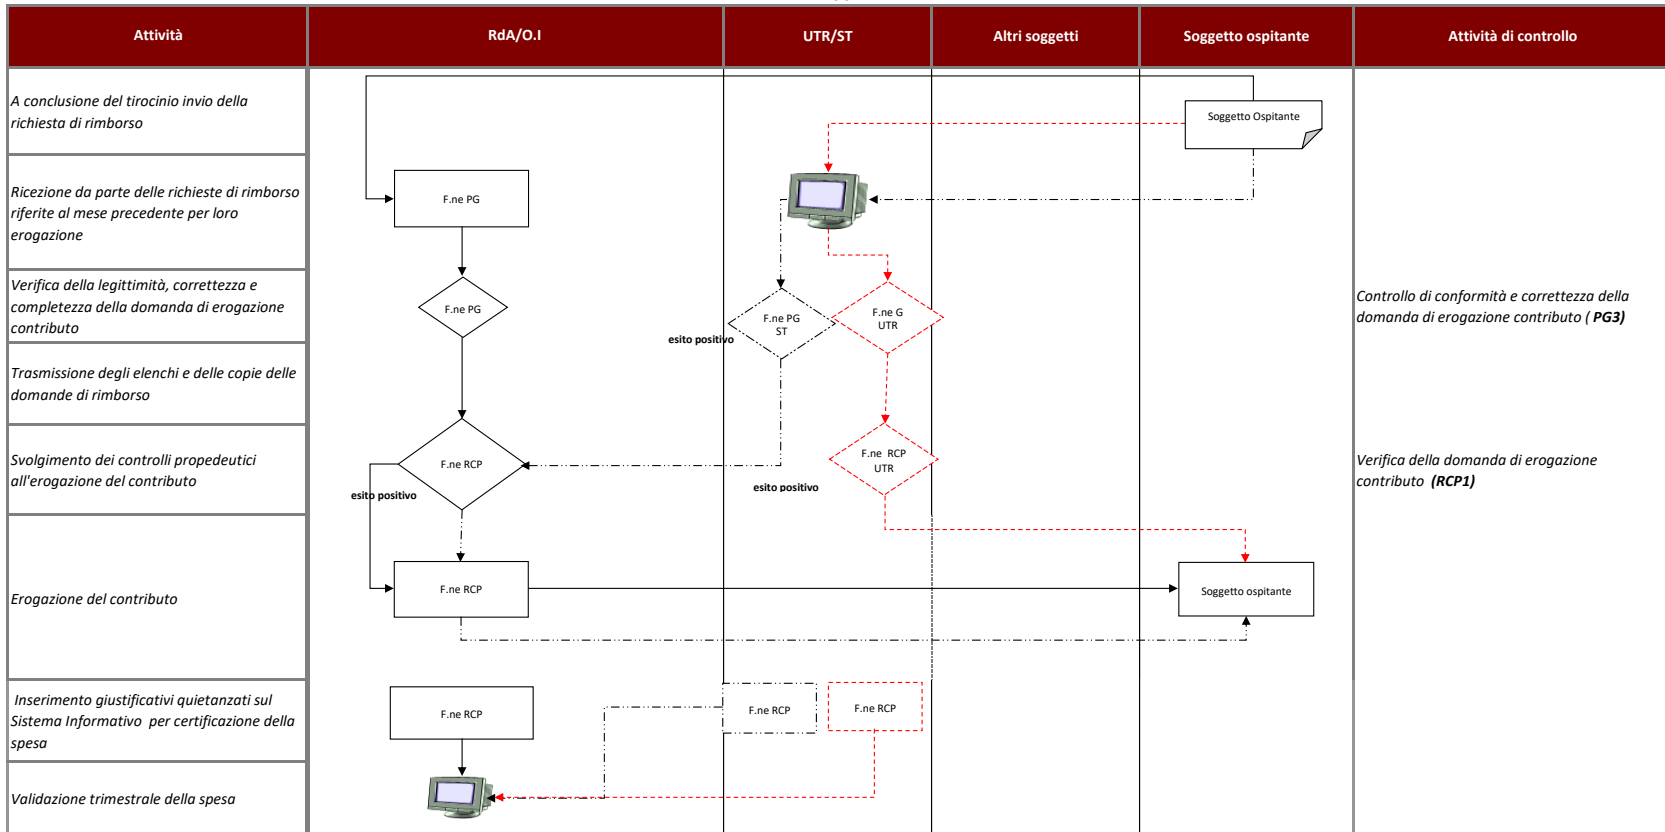 Attività
RdA/O.I
UTR/ST
Altri soggetti
Soggetto ospitante
Attività di controllo
A conclusione del tirocinio invio della
richiesta di rimborso
Soggetto Ospitante
Ricezione da parte delle richieste di rimborso
riferite al mese precedente per loro
erogazione
F.ne PG
Verifica della legittimità, correttezza e
completezza della domanda di erogazione
contributo
F.ne PG
F.ne PG
ST
F.ne G
UTR
esito positivo
Controllo di conformità e correttezza della
domanda di erogazione contributo ( PG3)
Trasmissione degli elenchi e delle copie delle
domande di rimborso
Svolgimento dei controlli propedeutici
all'erogazione del contributo
F.ne RCP
esito positivo
F.ne RCP
UTR
esito positivo
Verifica della domanda di erogazione
contributo (RCP1)
Erogazione del contributo
F.ne RCP
Soggetto ospitante
Inserimento giustificativi quietanzati sul
Sistema Informativo per certificazione della
spesa
F.ne RCP
F.ne RCP
F.ne RCP
Validazione trimestrale della spesa